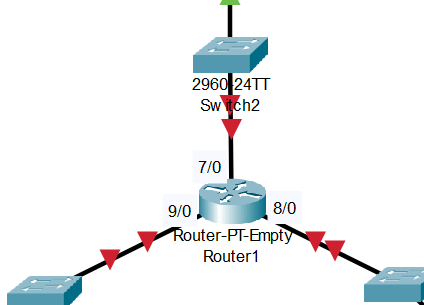 2960-24TT
Switch2
7/0
9/0
8/0
Router-PT-Empty
Router1